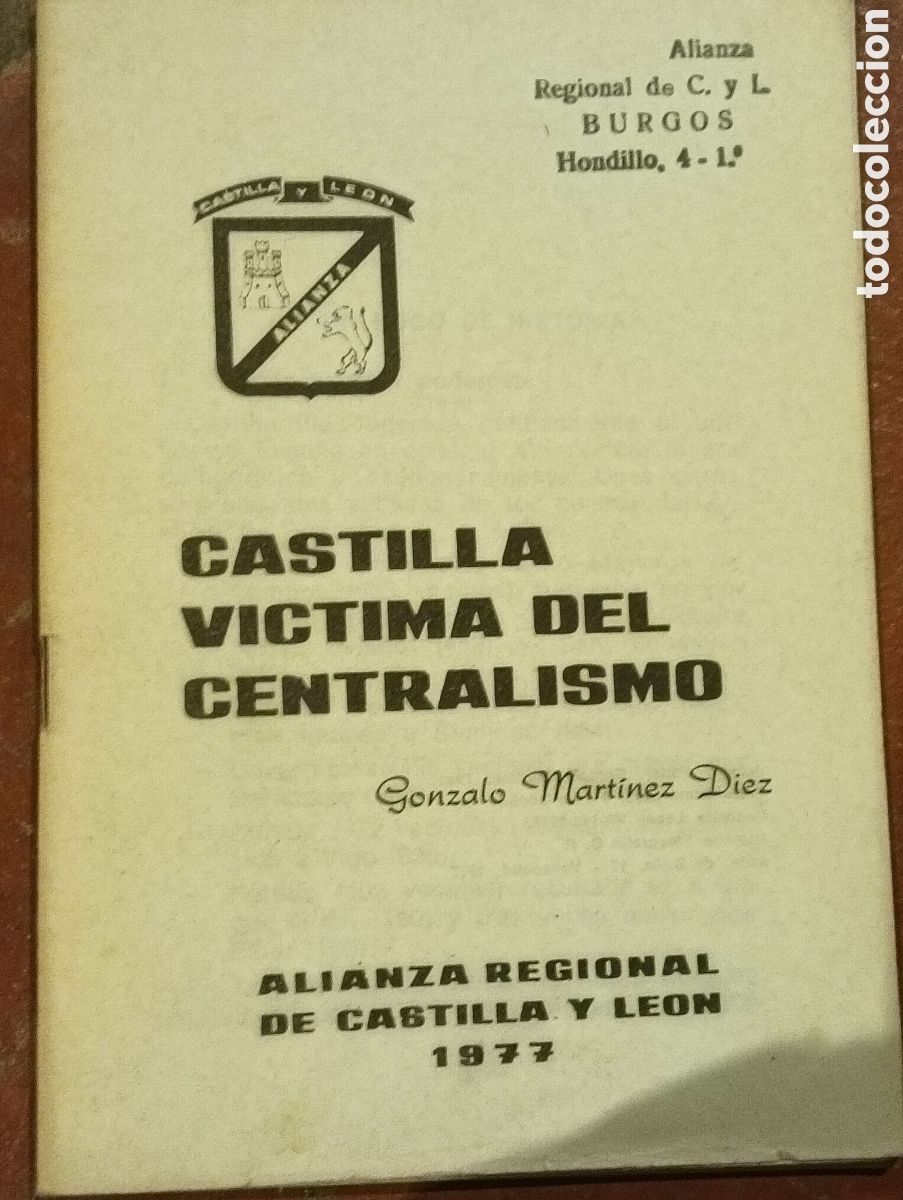 Alianza
Regional de C. y L.
BURGOS
Hondillo, 4 - 1.º
CASTILLA Y LEON
ALIANZA
CASTILLA
VICTIMA DEL
CENTRALISMO
Gonzalo Martínez Diez
ALIANZA REGIONAL
DE CASTILLA Y LEON
1977
todocoleccion